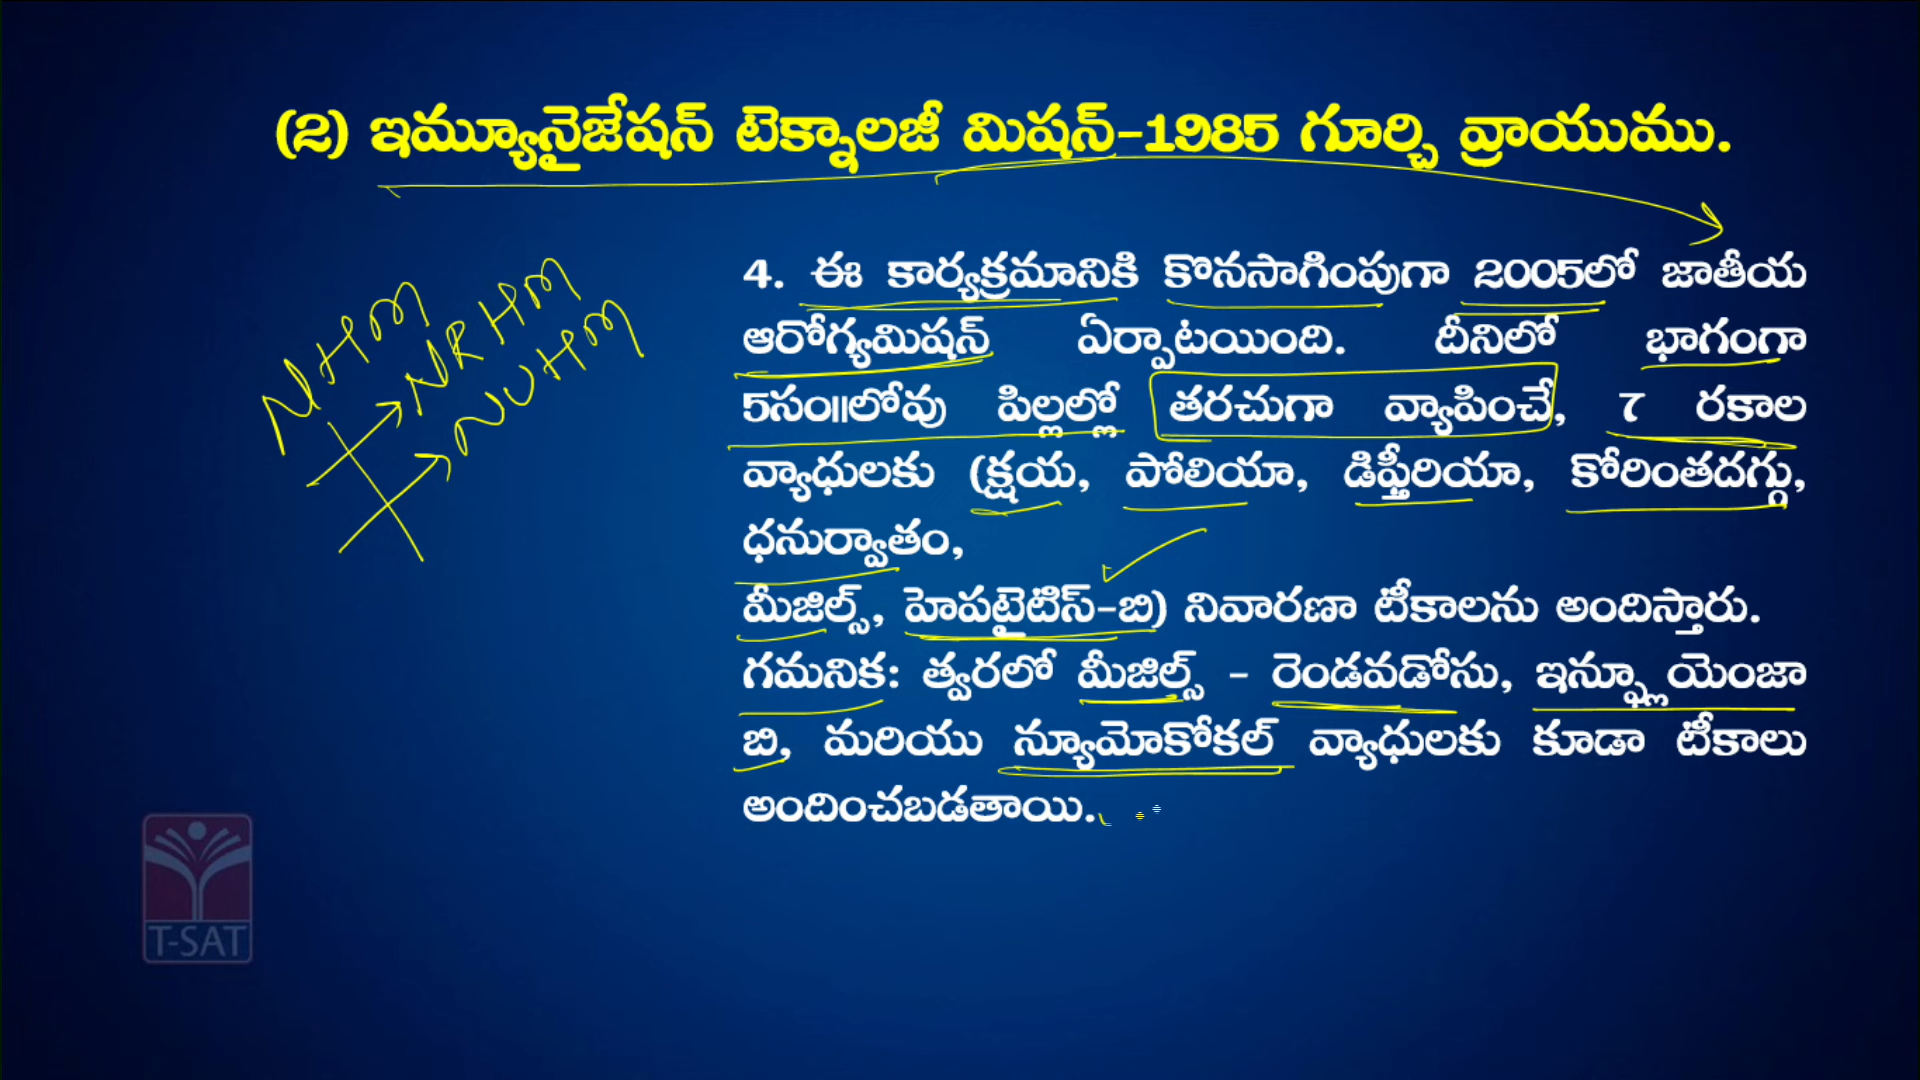 (2) ఇమ్యూనైజేషన్ టెక్నాలజీ మిషన్-1985 గూర్చి వ్రాయుము.
NHM
NRHM
NUHM
4. ఈ కార్యక్రమానికి కొనసాగింపుగా 2005లో జాతీయ
ఆరోగ్యమిషన్ ఏర్పాటయింది. దీనిలో భాగంగా
5సం॥లోవు పిల్లల్లో తరచుగా వ్యాపించే, 7 రకాల
వ్యాధులకు (క్షయ, పోలియా, డిఫ్తీరియా, కోరింతదగ్గు,
ధనుర్వాతం,
మీజిల్స్, హెపటైటిస్-బి) నివారణా టీకాలను అందిస్తారు.
గమనిక: త్వరలో మీజిల్స్ - రెండవడోసు, ఇన్ఫ్లూయెంజా
బి, మరియు న్యూమోకోకల్ వ్యాధులకు కూడా టీకాలు
అందించబడతాయి.
T-SAT